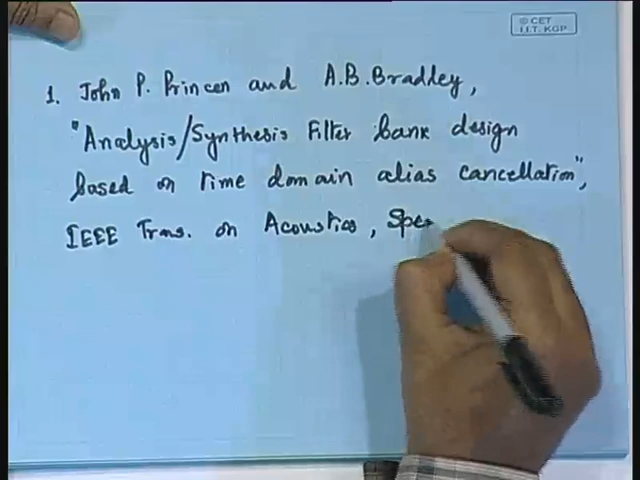 © CET
I.I.T. KGP
1. John P. Princen and A.B. Bradley,
"Analysis/Synthesis Filter bank design
based on time domain alias cancellation",
IEEE Trans. on Acoustics, Spe